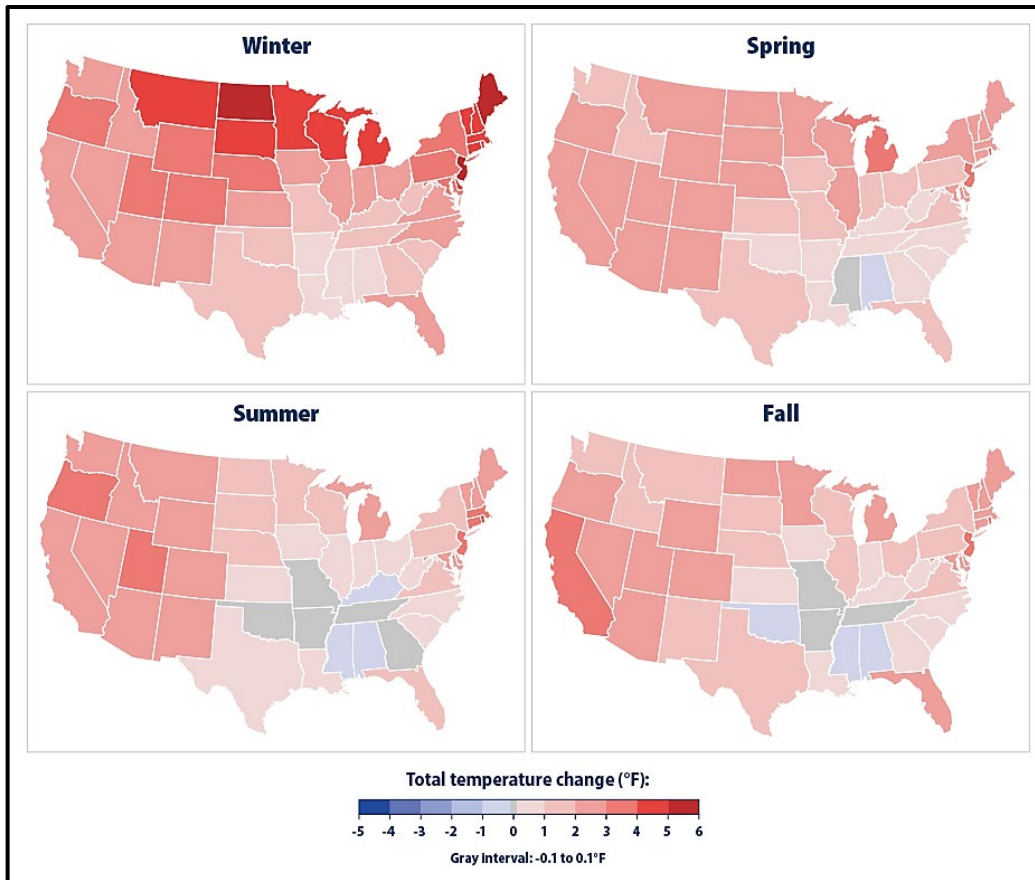 Winter
Spring
Summer
Fall
Total temperature change (°F):
-5 -4 -3 -2 -1 0 1 2 3 4 5 6
Gray interval: -0.1 to 0.1°F